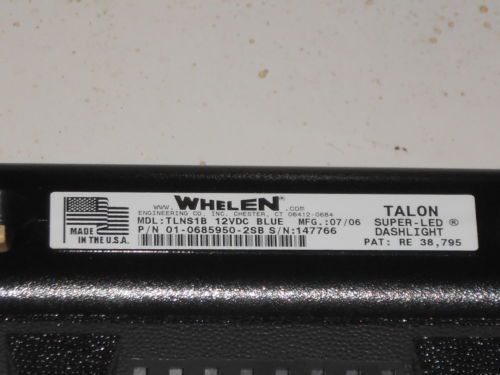 WHELEN®
www. .com
ENGINEERING CO. INC. CHESTER, CT 06412-0684
MDL:TLNS1B 12VDC BLUE MFG.:07/06
P/N 01-0685950-2SB S/N:147766
MADE
IN THE U.S.A.
TALON
SUPER-LED®
DASHLIGHT
PAT: RE 38,795